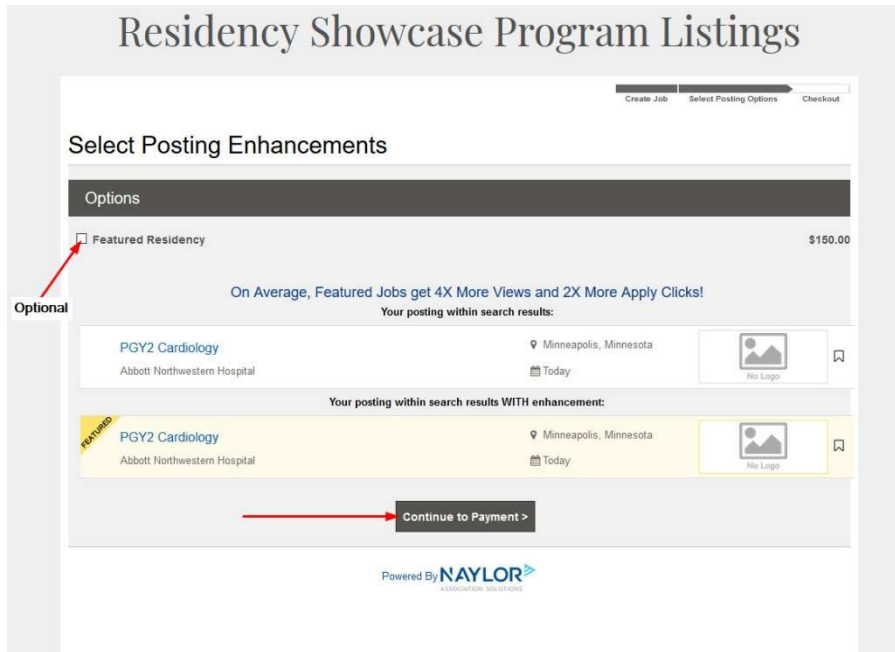 Residency Showcase Program Listings
Create Job Select Posting Options Checkout
Select Posting Enhancements
Options
Featured Residency $150.00
Optional
On Average, Featured Jobs get 4X More Views and 2X More Apply Clicks!
Your posting within search results:
PGY2 Cardiology Minneapolis, Minnesota
Abbott Northwestern Hospital Today
No Logo
Your posting within search results WITH enhancement:
FEATURED
PGY2 Cardiology Minneapolis, Minnesota
Abbott Northwestern Hospital Today
No Logo
Continue to Payment >
Powered By NAYLOR
ASSOCIATION SOLUTIONS